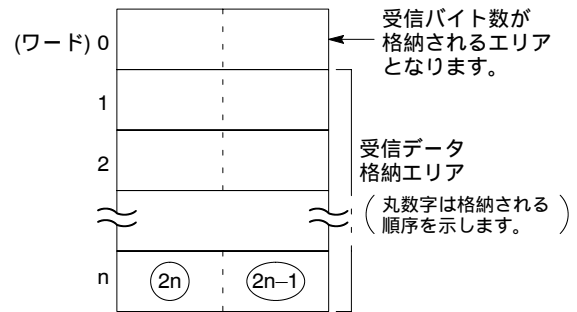 受信バイト数が
(ワード) 0
格納されるエリア
となります。
1
2
受信データ
格納エリア
(丸数字は格納される
順序を示します。)
n
2n
2n–1